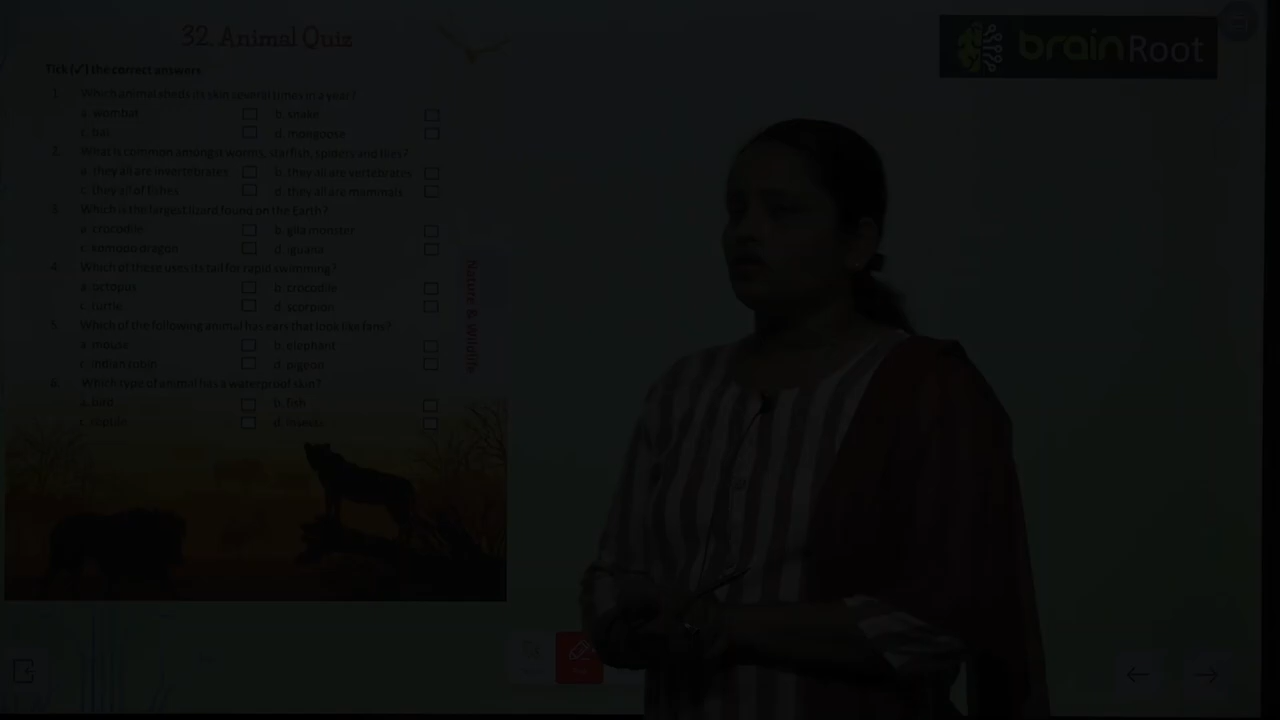 32. Animal Quiz
brainRoot
Tick (✓) the correct answers.
1. Which animal sheds its skin several times in a year?
a. wombat b. snake
c. bat d. mongoose
2. What is common amongst worms, starfish, spiders and flies?
a. they all are invertebrates b. they all are vertebrates
c. they all of fishes d. they all are mammals
3. Which is the largest lizard found on the Earth?
a. crocodile b. gila monster
c. komodo dragon d. iguana
4. Which of these uses its tail for rapid swimming?
a. octopus b. crocodile
c. turtle d. scorpion
5. Which of the following animal has ears that look like fans?
a. mouse b. elephant
c. Indian robin d. pigeon
6. Which type of animal has a waterproof skin?
a. bird b. fish
c. reptile d.
Nature & Wildlife